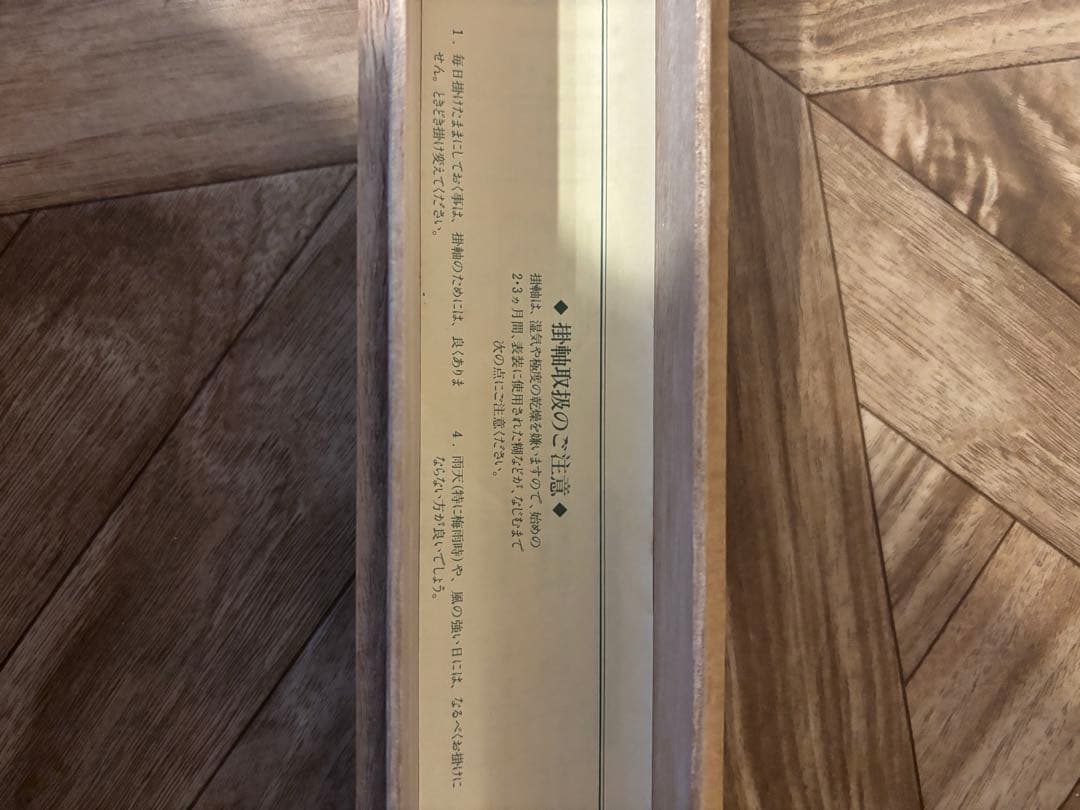 ◆掛軸取扱のご注意◆
掛軸は、湿気や極度の乾燥を嫌いますので、始めの
2・3ヵ月間、表装に使用された糊などが、なじむまで
次の点にご注意ください。
1．毎日掛けたままにしておく事は、掛軸のためには、良くありま
せん。ときどき掛け変えてください。
4．雨天(特に梅雨時)や、風の強い日には、なるべくお掛けに
ならない方が良いでしょう。